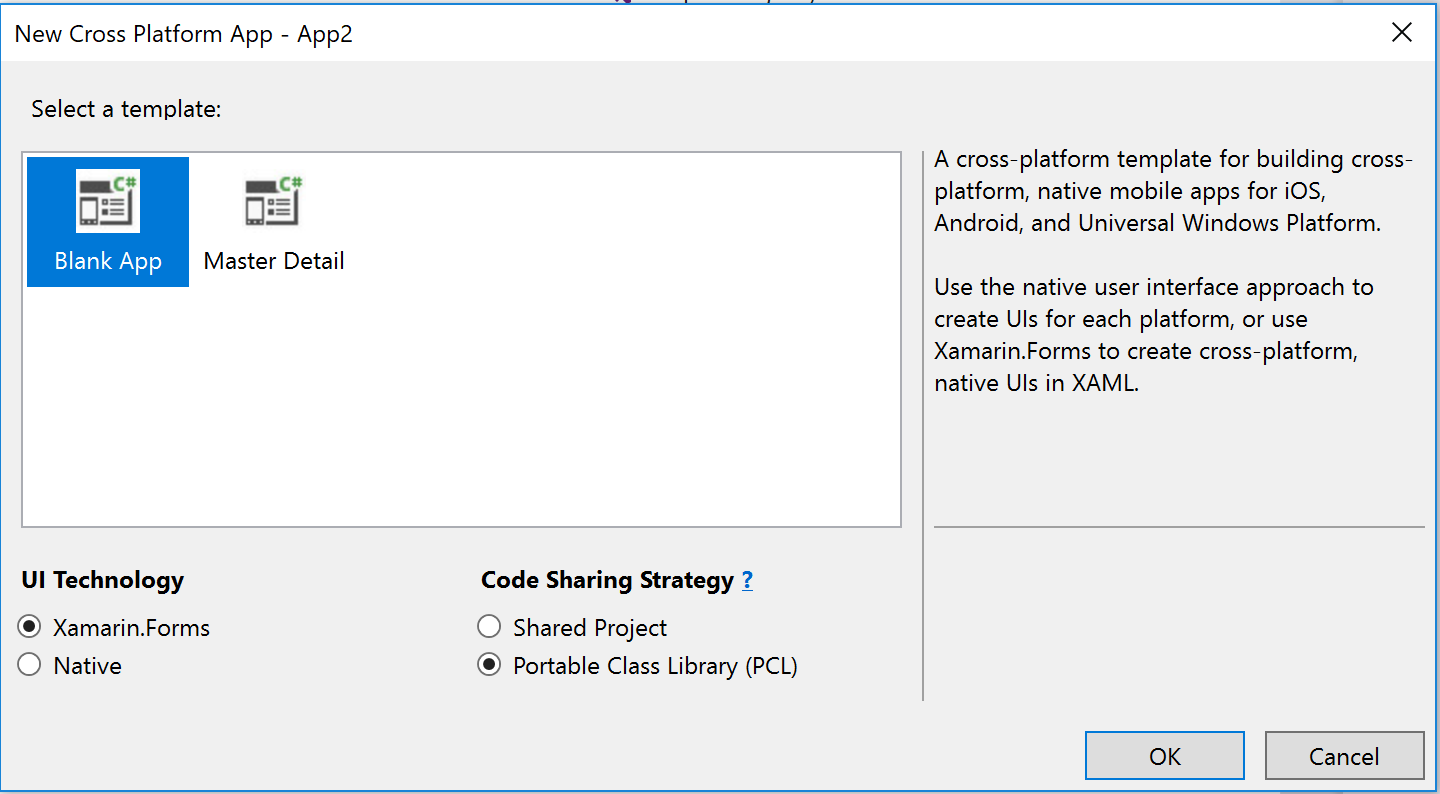 New Cross Platform App - App2
Select a template:
C#
Blank App
C#
Master Detail
A cross-platform template for building cross-
platform, native mobile apps for iOS,
Android, and Universal Windows Platform.
Use the native user interface approach to
create UIs for each platform, or use
Xamarin.Forms to create cross-platform,
native UIs in XAML.
UI Technology
Xamarin.Forms
Native
Code Sharing Strategy ?
Shared Project
Portable Class Library (PCL)
OK
Cancel